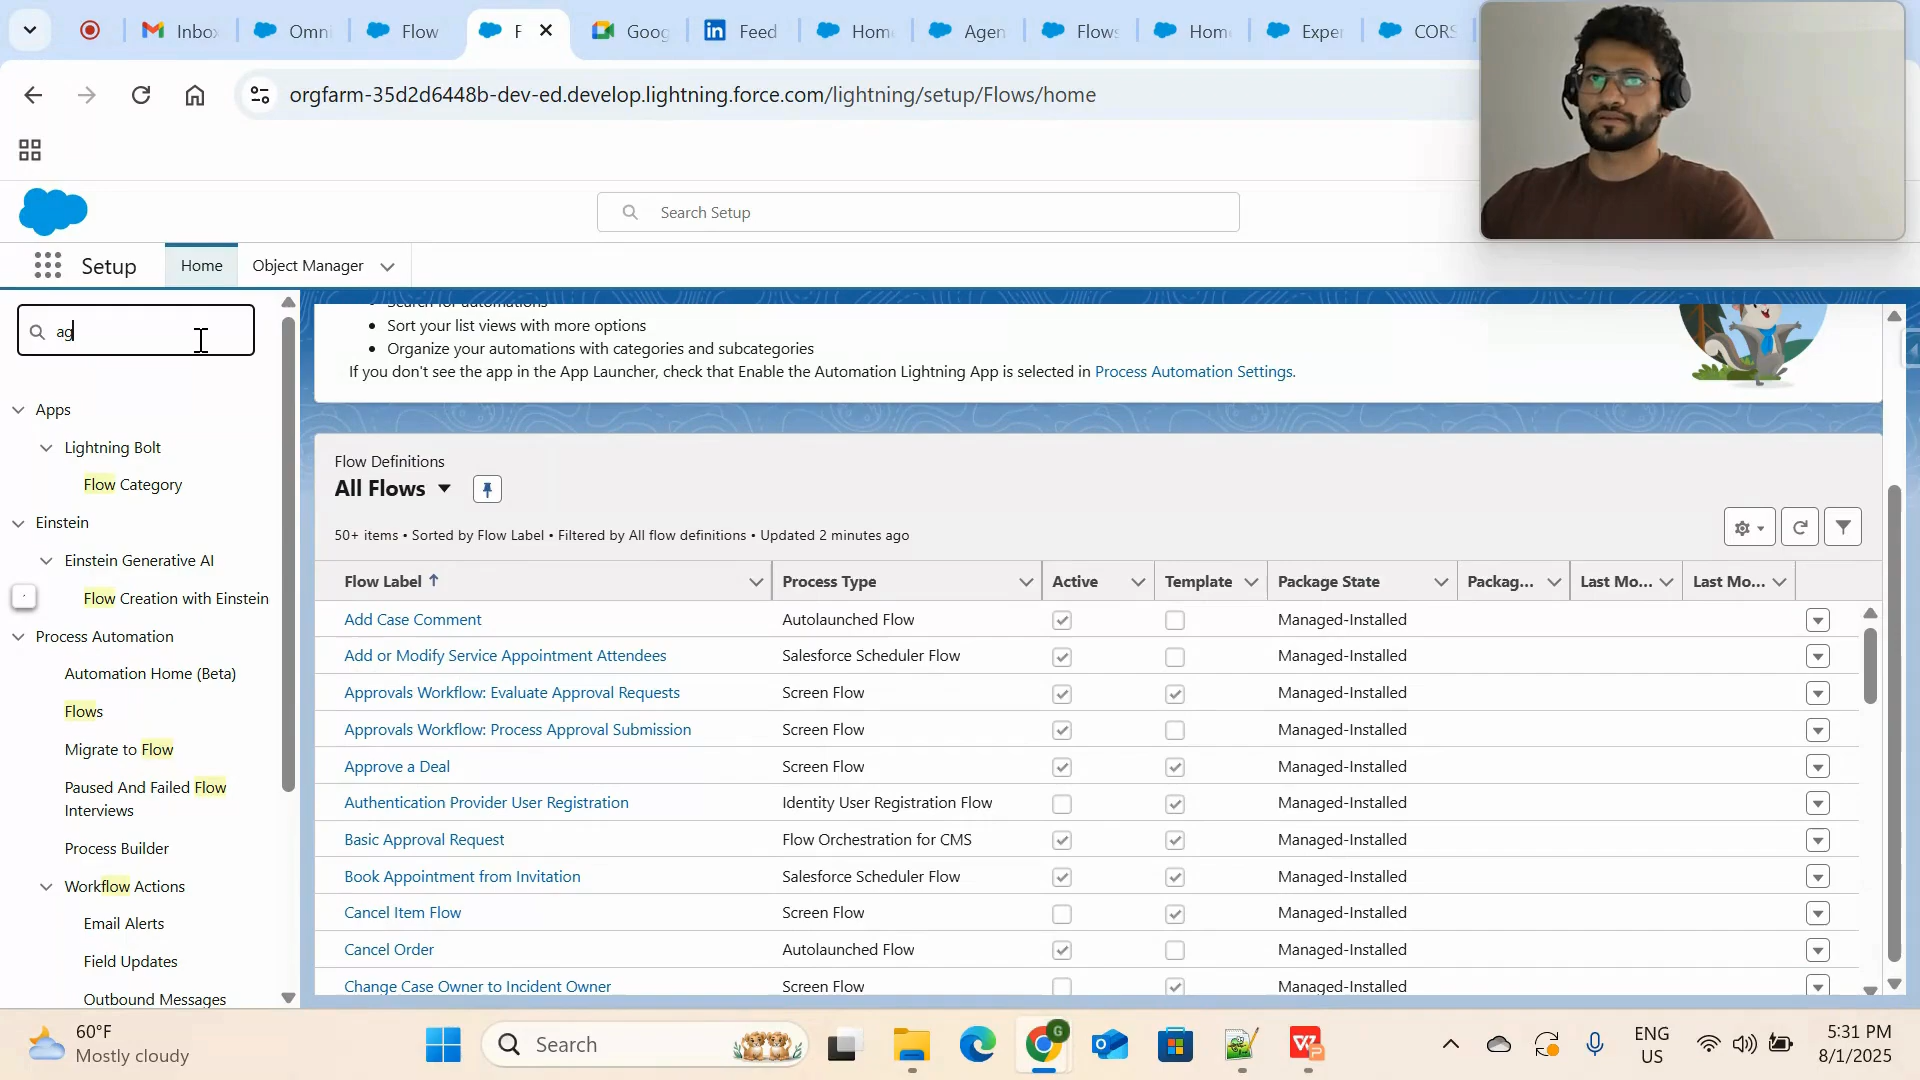 Inbox
Omni
Flow
F
Goog
Feed
Home
Agen
Flows
Home
Exper
CORS
orgfarm-35d2d6448b-dev-ed.develop.lightning.force.com/lightning/setup/Flows/home
Search Setup
Setup
Home
Object Manager
ag
Apps
Lightning Bolt
Flow Category
Einstein
Einstein Generative AI
Flow Creation with Einstein
Process Automation
Automation Home (Beta)
Flows
Migrate to Flow
Paused And Failed Flow
Interviews
Process Builder
Workflow Actions
Email Alerts
Field Updates
Outbound Messages
Search for automations
Sort your list views with more options
Organize your automations with categories and subcategories
If you don't see the app in the App Launcher, check that Enable the Automation Lightning App is selected in Process Automation Settings.
Flow Definitions
All Flows
50+ items • Sorted by Flow Label • Filtered by All flow definitions • Updated 2 minutes ago
Flow Label Process Type Active Template Package State Packag... Last Mo... Last Mo...
Add Case Comment Autolaunched Flow Managed-Installed
Add or Modify Service Appointment Attendees Salesforce Scheduler Flow Managed-Installed
Approvals Workflow: Evaluate Approval Requests Screen Flow Managed-Installed
Approvals Workflow: Process Approval Submission Screen Flow Managed-Installed
Approve a Deal Screen Flow Managed-Installed
Authentication Provider User Registration Identity User Registration Flow Managed-Installed
Basic Approval Request Flow Orchestration for CMS Managed-Installed
Book Appointment from Invitation Salesforce Scheduler Flow Managed-Installed
Cancel Item Flow Screen Flow Managed-Installed
Cancel Order Autolaunched Flow Managed-Installed
Change Case Owner to Incident Owner Screen Flow Managed-Installed
60°F
Mostly cloudy
Search
G
ENG
US
5:31 PM
8/1/2025